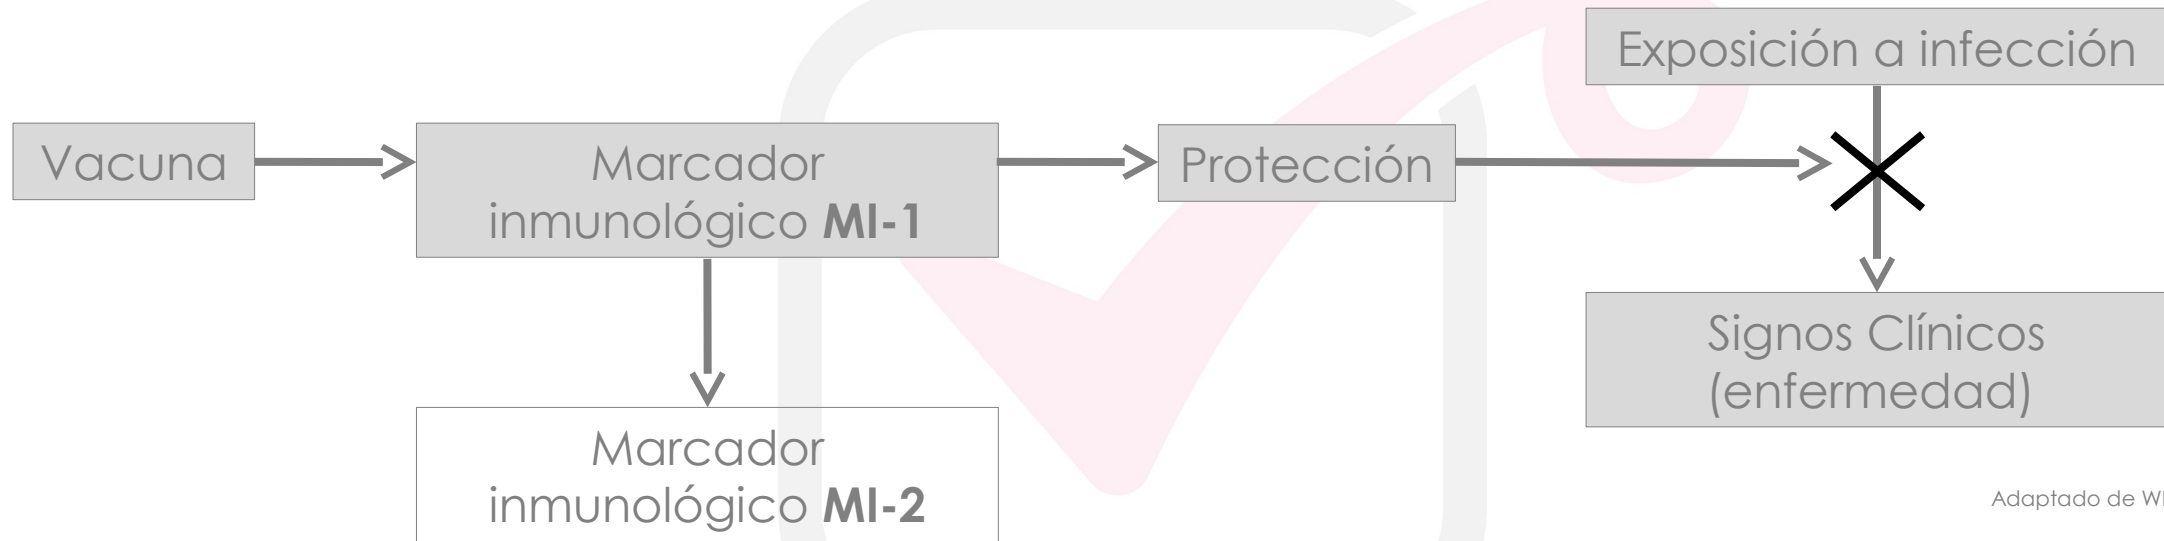 Exposición a infección
Vacuna
Marcador
inmunológico MI-1
Protección
Signos Clínicos
(enfermedad)
Marcador
inmunológico MI-2
Adaptado de